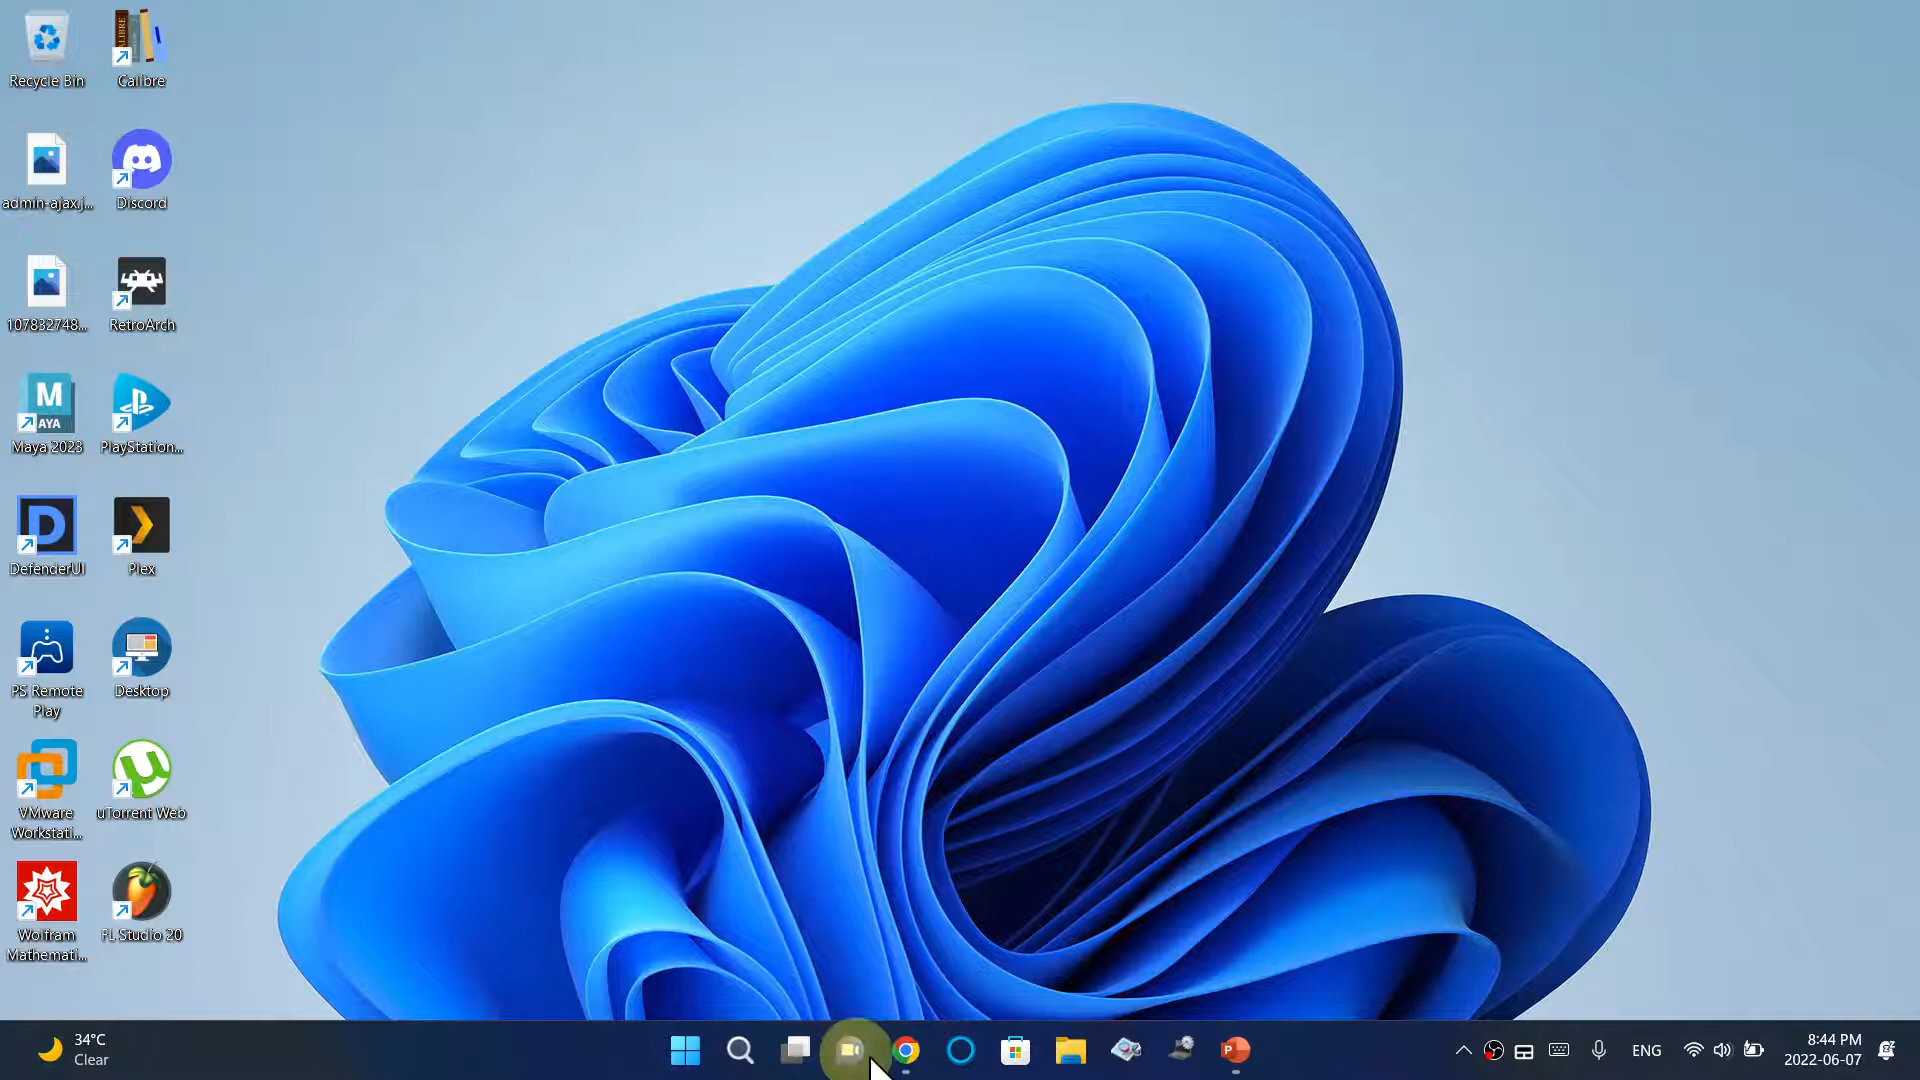 Recycle Bin
Calibre
admin-ajax.j...
Discord
107832748...
RetroArch
M
AYA
Maya 2023
PlayStation...
D
DefenderUI
Plex
PS Remote
Play
Desktop
VMware
Workstati...
uTorrent Web
Wolfram
Mathemati...
FL Studio 20
34°C
Clear
ENG
8:44 PM
2022-06-07